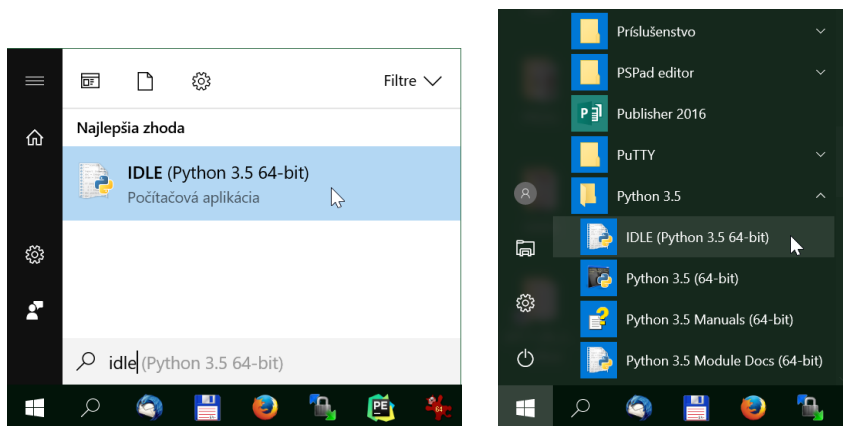 Filtre
Najlepšia zhoda
IDLE (Python 3.5 64-bit)
Počítačová aplikácia
idle (Python 3.5 64-bit)
PE
64
Príslušenstvo
PSPad editor
P
Publisher 2016
PuTTY
Python 3.5
IDLE (Python 3.5 64-bit)
Python 3.5 (64-bit)
?
Python 3.5 Manuals (64-bit)
Python 3.5 Module Docs (64-bit)